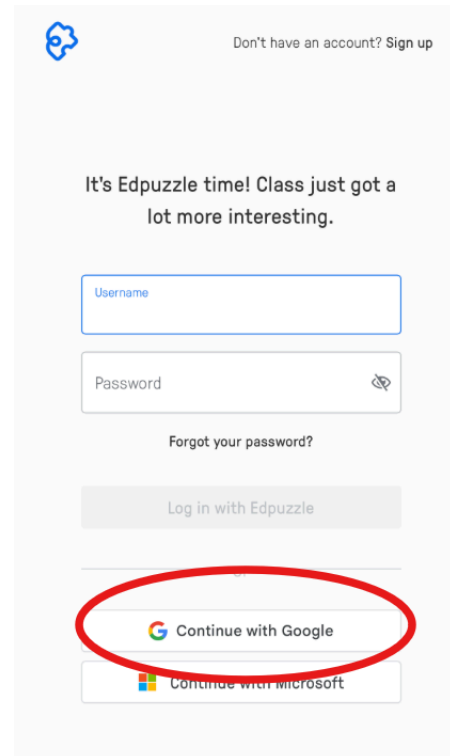 Don't have an account? Sign up
It's Edpuzzle time! Class just got a
lot more interesting.
Username
Password
Forgot your password?
Log in with Edpuzzle
Continue with Google
Continue with Microsoft